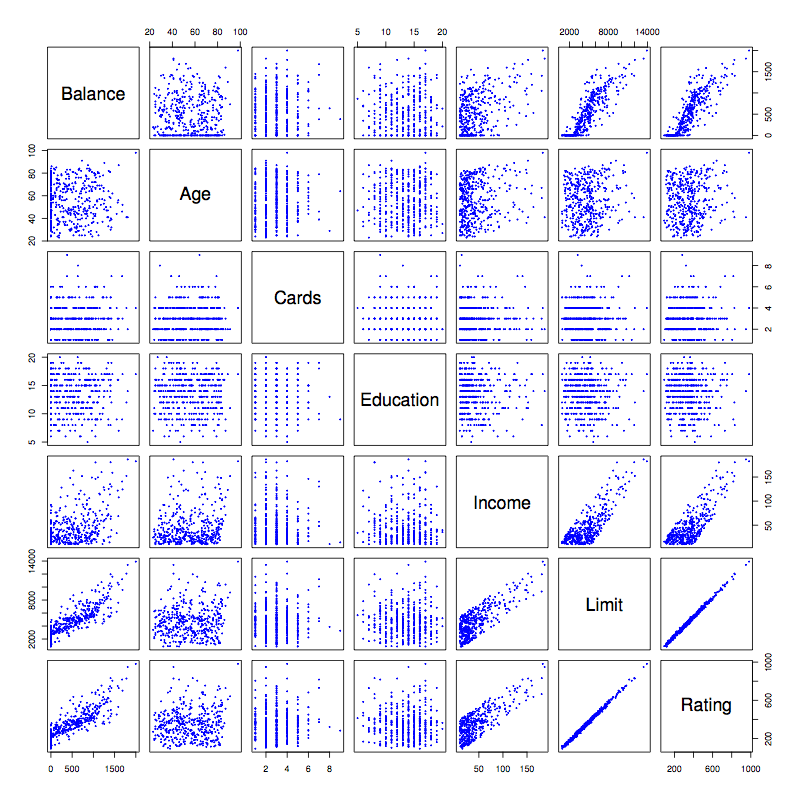 20 40 60 80 100
5 10 15 20
2000 8000 14000
Balance
0 500 1500
20 40 60 80 100
Age
Cards
2 4 6 8
5 10 15 20
Education
Income
50 100 150
2000 8000 14000
Limit
Rating
200 600 1000
0 500 1500
2 4 6 8
50 100 150
200 600 1000